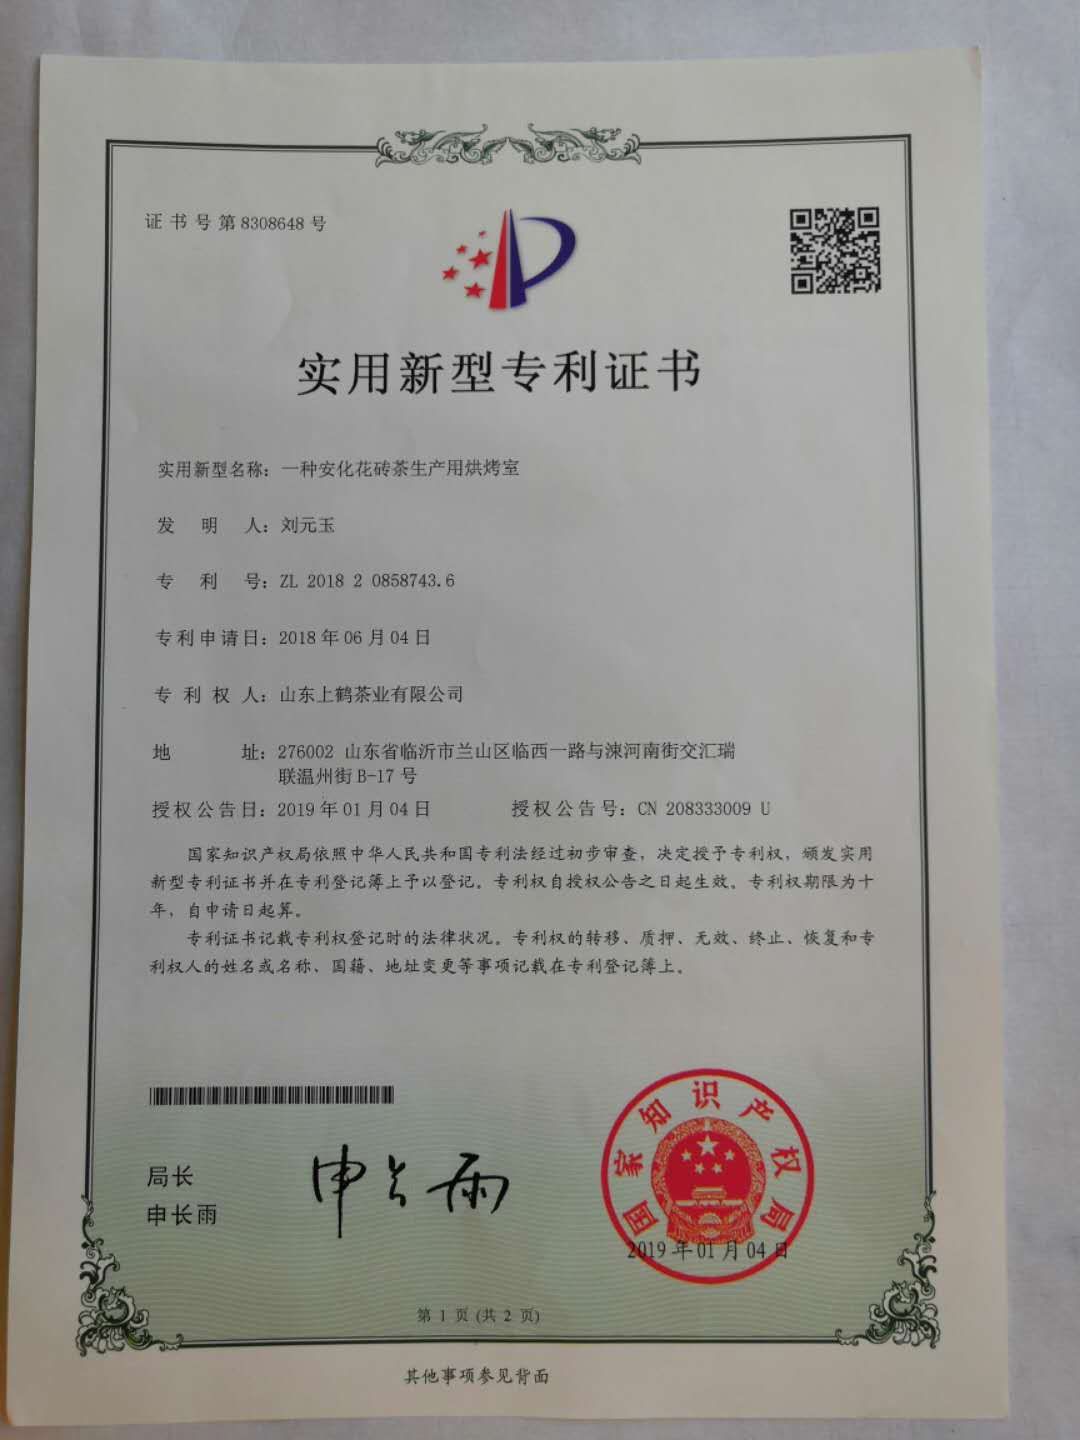 证书号第8308648号
实用新型专利证书
实用新型名称：一种安化花砖茶生产用烘烤室
发明人：刘元玉
专利号：ZL 2018 2 0858743.6
专利申请日：2018年06月04日
专利权人：山东上鹤茶业有限公司
地址：276002 山东省临沂市兰山区临西一路与涑河南街交汇瑞
联温州街B-17号
授权公告日：2019年01月04日 授权公告号：CN 208333009 U
国家知识产权局依照中华人民共和国专利法经过初步审查，决定授予专利权，颁发实用
新型专利证书并在专利登记簿上予以登记。专利权自授权公告之日起生效。专利权期限为十
年，自申请日起算。
专利证书记载专利权登记时的法律状况。专利权的转移、质押、无效、终止、恢复和专
利权人的姓名或名称、国籍、地址变更等事项记载在专利登记簿上。
局长
申长雨
申长雨
国家知识产权局
2019年01月04日
第 1 页 (共 2 页)
其他事项参见背面